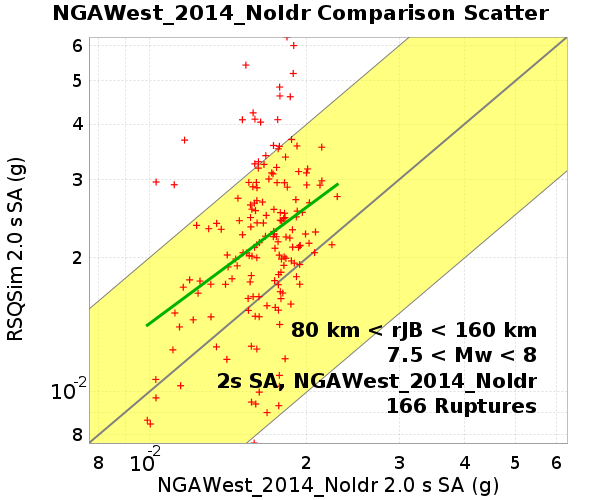 NGAWest_2014_NoIdr Comparison Scatter
RSQSim 2.0 s SA (g)
6
5
4
3
2
10-2
8
80 km < rJB < 160 km
7.5 < Mw < 8
2s SA, NGAWest_2014_NoIdr
166 Ruptures
8 10-2 2 3 4 5 6
NGAWest_2014_NoIdr 2.0 s SA (g)